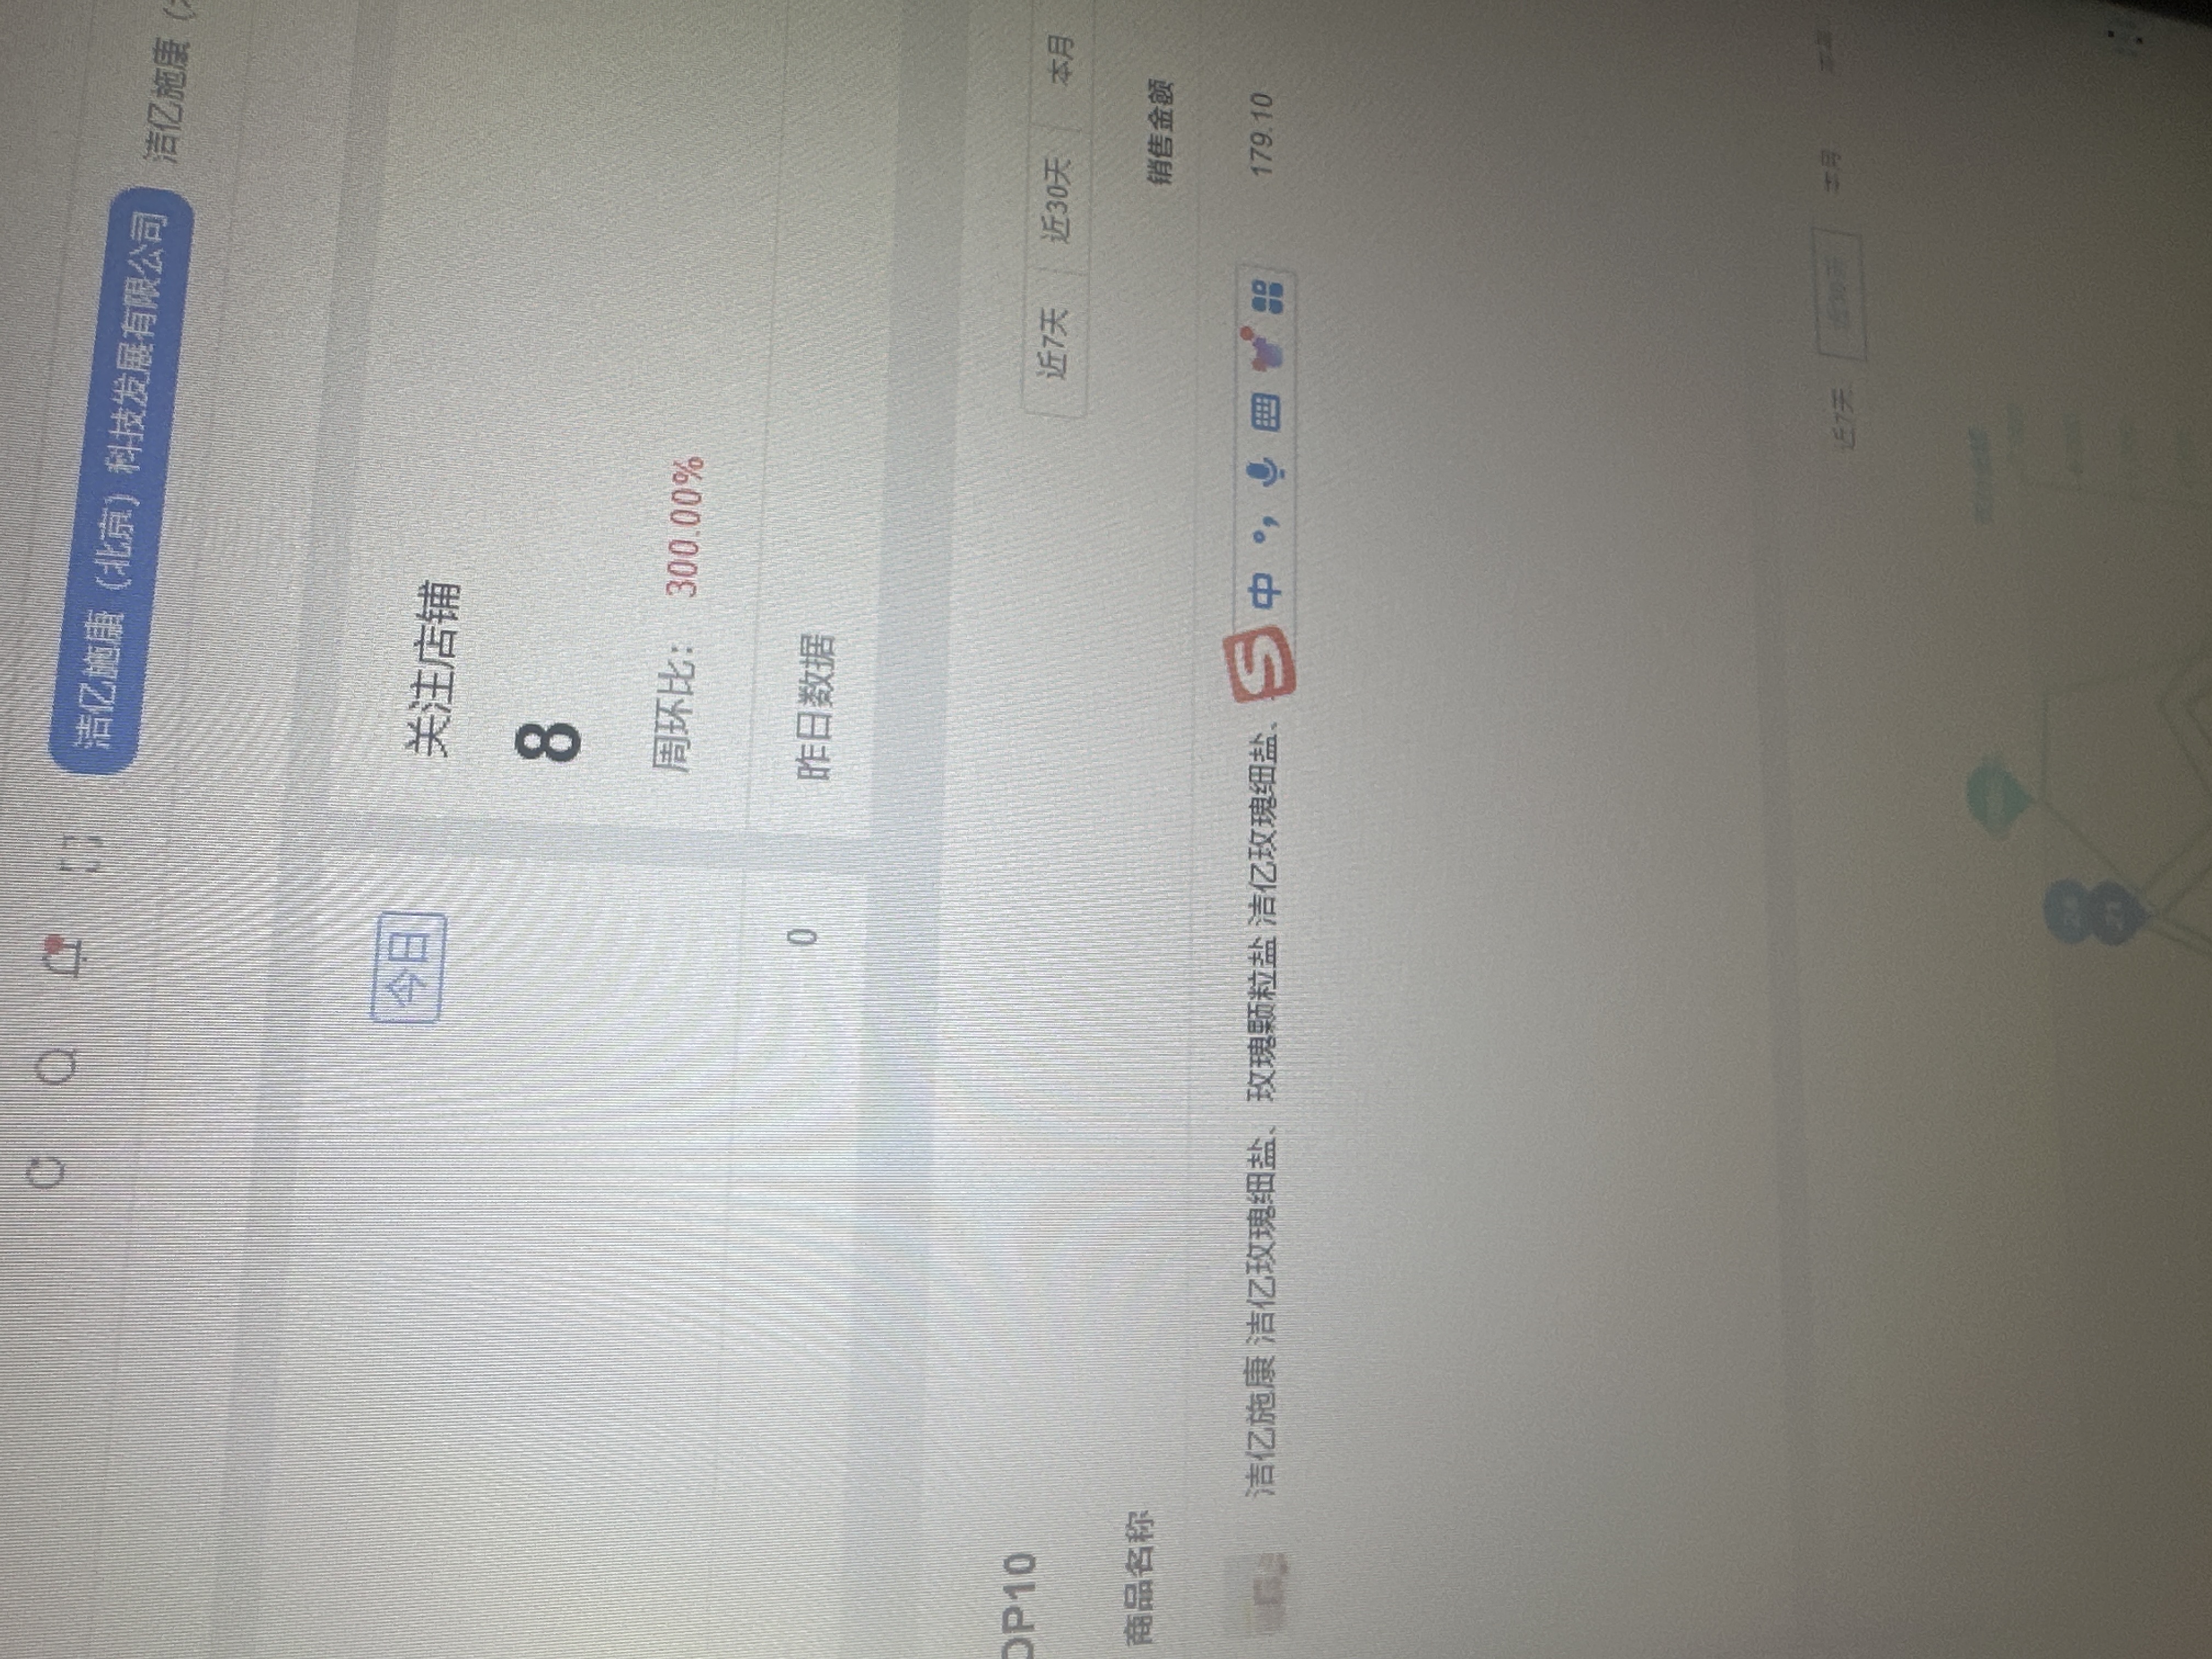 洁亿施康（北京）科技发展有限公司
洁亿施康（
今日
关注店铺
8
周环比： 300.00%
0
昨日数据
OP10
近7天 近30天 本月
商品名称
销售金额
洁亿施康 洁亿玫瑰细盐、玫瑰颗粒盐 洁亿玫瑰细盐、
中
179.10
近7天 近30天 本月